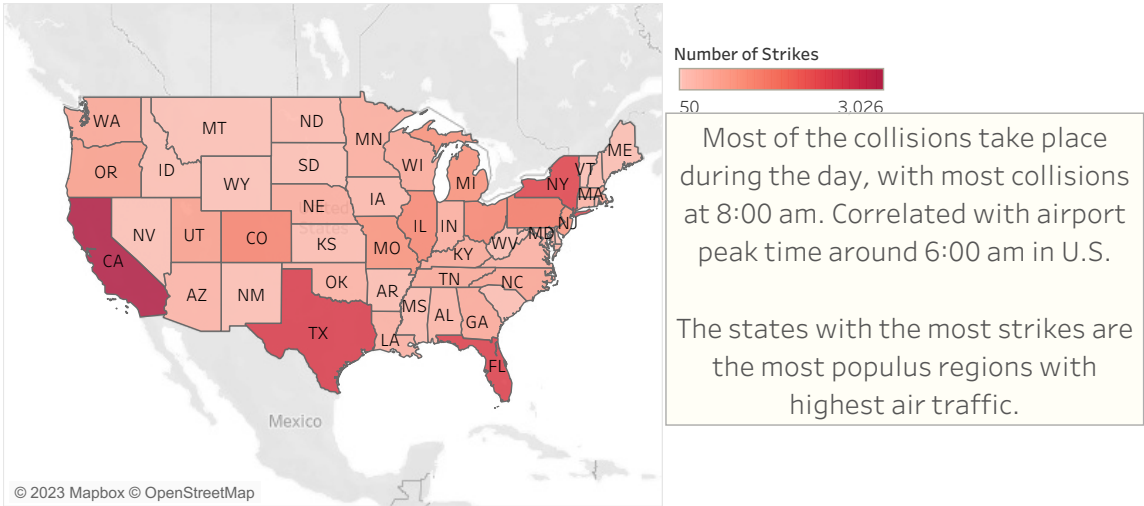 Number of Strikes
50 3,026
Most of the collisions take place
during the day, with most collisions
at 8:00 am. Correlated with airport
peak time around 6:00 am in U.S.
The states with the most strikes are
the most populus regions with
highest air traffic.
WA
MT
ND
MN
ME
OR
ID
SD
WI
MI
VT
NY
MA
WY
IA
NE
United
States
NV
UT
CO
KS
MO
IL
IN
WV
MD
NJ
KY
CA
AZ
NM
OK
AR
TN
NC
MS
AL
GA
TX
LA
FL
Mexico
© 2023 Mapbox © OpenStreetMap